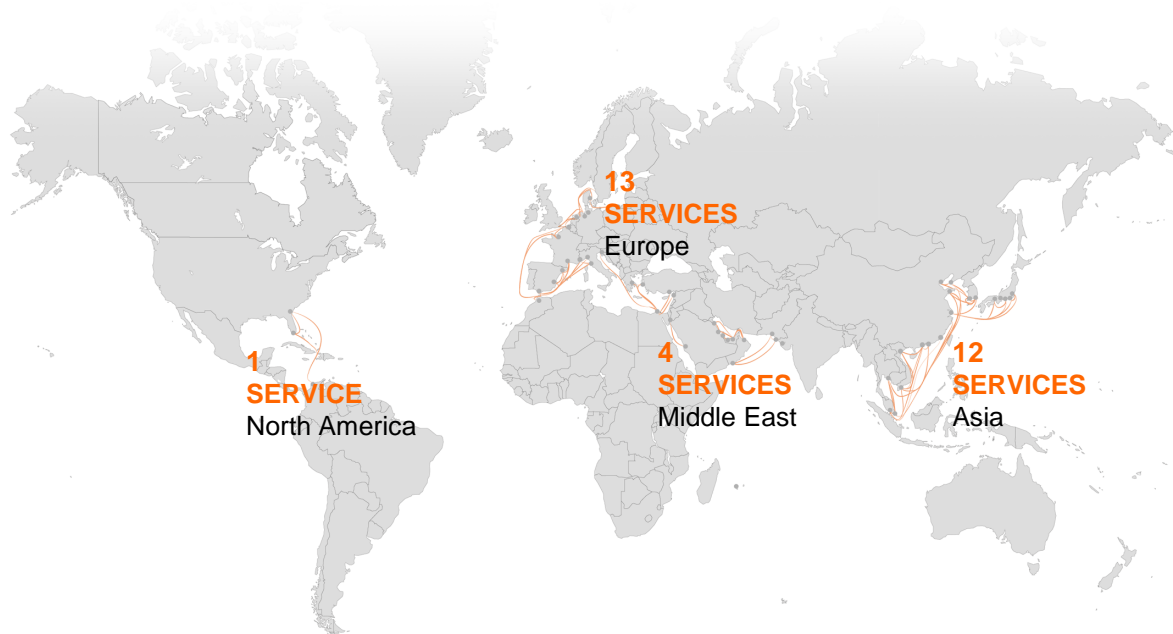 13
SERVICES
Europe
1
SERVICE
North America
4
SERVICES
Middle East
12
SERVICES
Asia